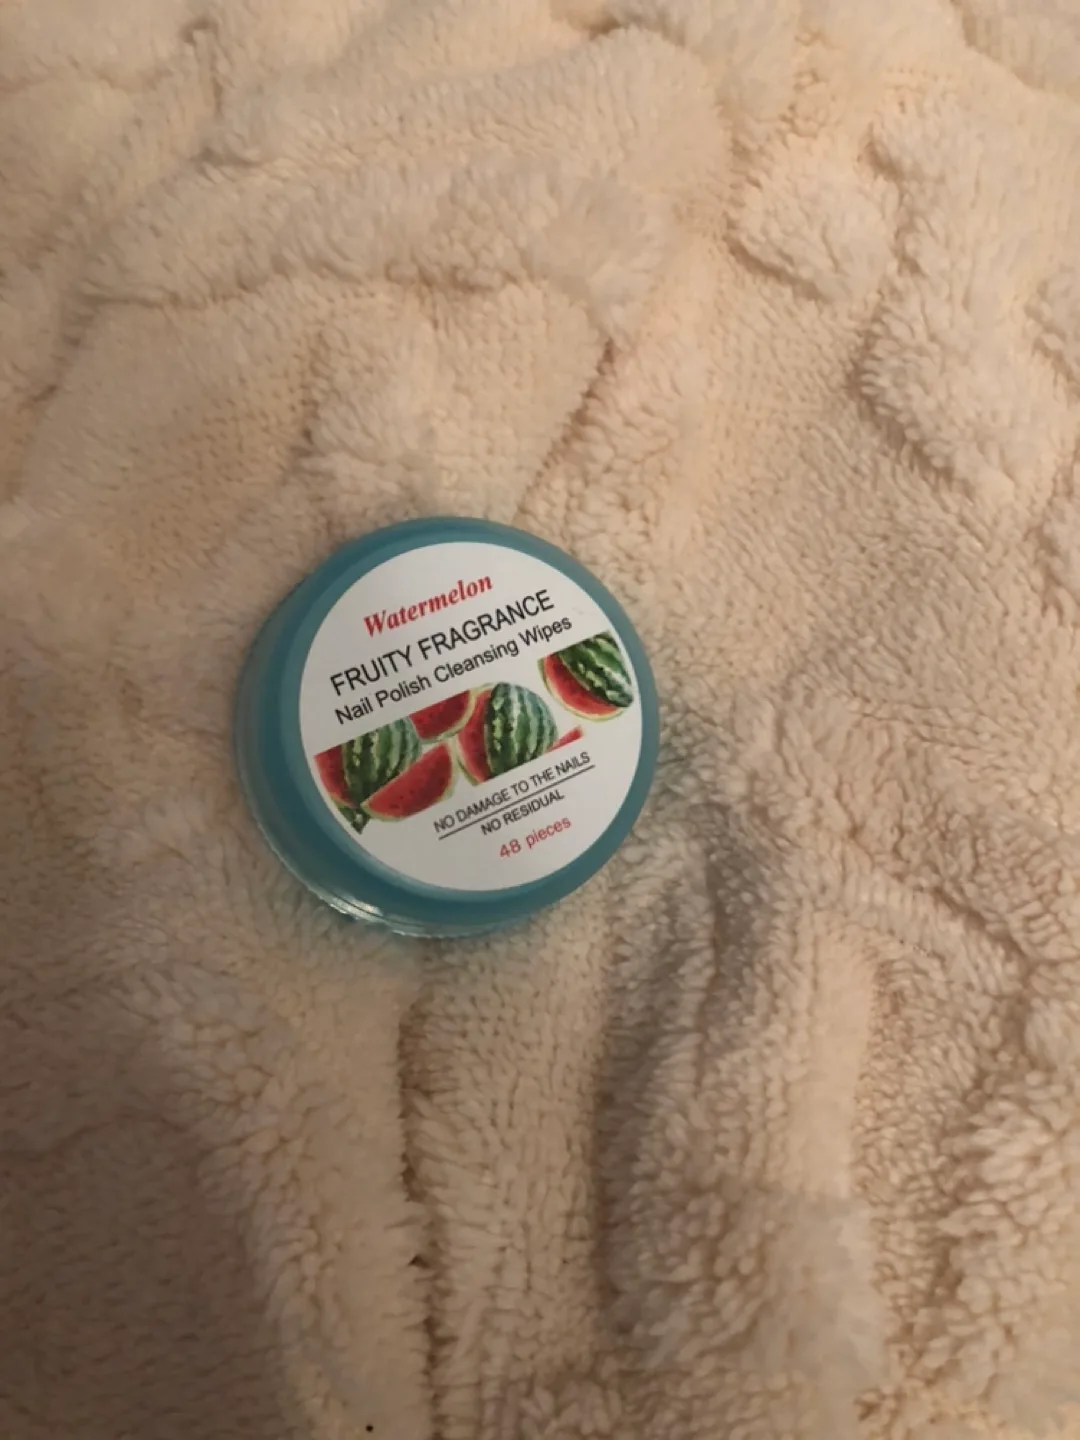 Watermelon
FRUITY FRAGRANCE
Nail Polish Cleansing Wipes
NO DAMAGE TO THE NAILS
NO RESIDUAL
48 pieces